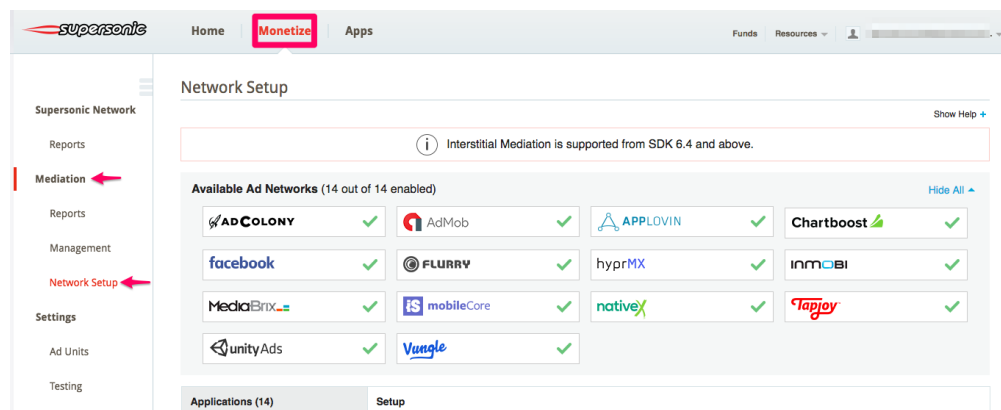 supersonic
Home Monetize Apps Funds Resources
Supersonic Network
Reports
Mediation
Reports
Management
Network Setup
Settings
Ad Units
Testing
Network Setup
Show Help +
Interstitial Mediation is supported from SDK 6.4 and above.
Available Ad Networks (14 out of 14 enabled) Hide All
ADCOLONY AdMob APPLOVIN Chartboost
facebook FLURRY hyprMX INMOBI
MediaBrix iS mobileCore nativeX Tapjoy
unityAds Vungle
Applications (14) Setup